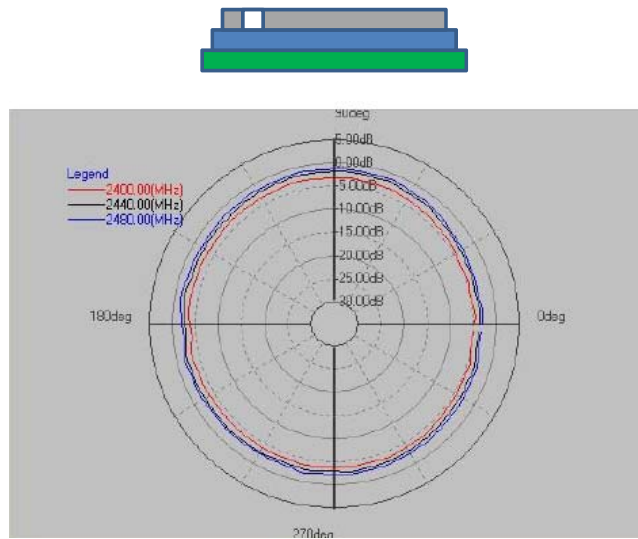 90deg
5.00dB
0.00dB
-5.00dB
-10.00dB
-15.00dB
-20.00dB
-25.00dB
-30.00dB
Legend
2400.00(MHz)
2440.00(MHz)
2480.00(MHz)
180deg
0deg
270deg